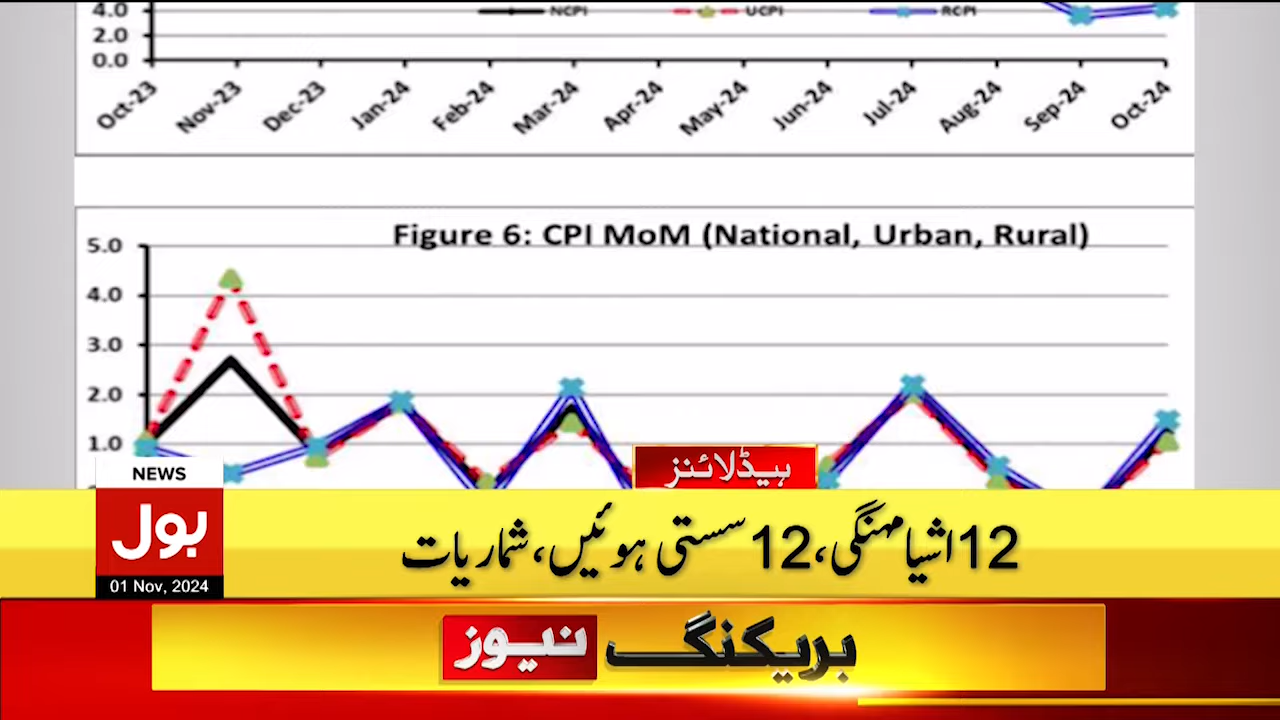 4.0
NCPI UCPI RCPI
2.0
0.0
Oct-23 Nov-23 Dec-23 Jan-24 Feb-24 Mar-24 Apr-24 May-24 Jun-24 Jul-24 Aug-24 Sep-24 Oct-24
Figure 6: CPI MoM (National, Urban, Rural)
5.0
4.0
3.0
2.0
1.0
ہیڈلائنز
NEWS
بول
01 Nov, 2024
12 اشیا مہنگی، 12 سستی ہوئیں، شماریات
بریکنگ نیوز